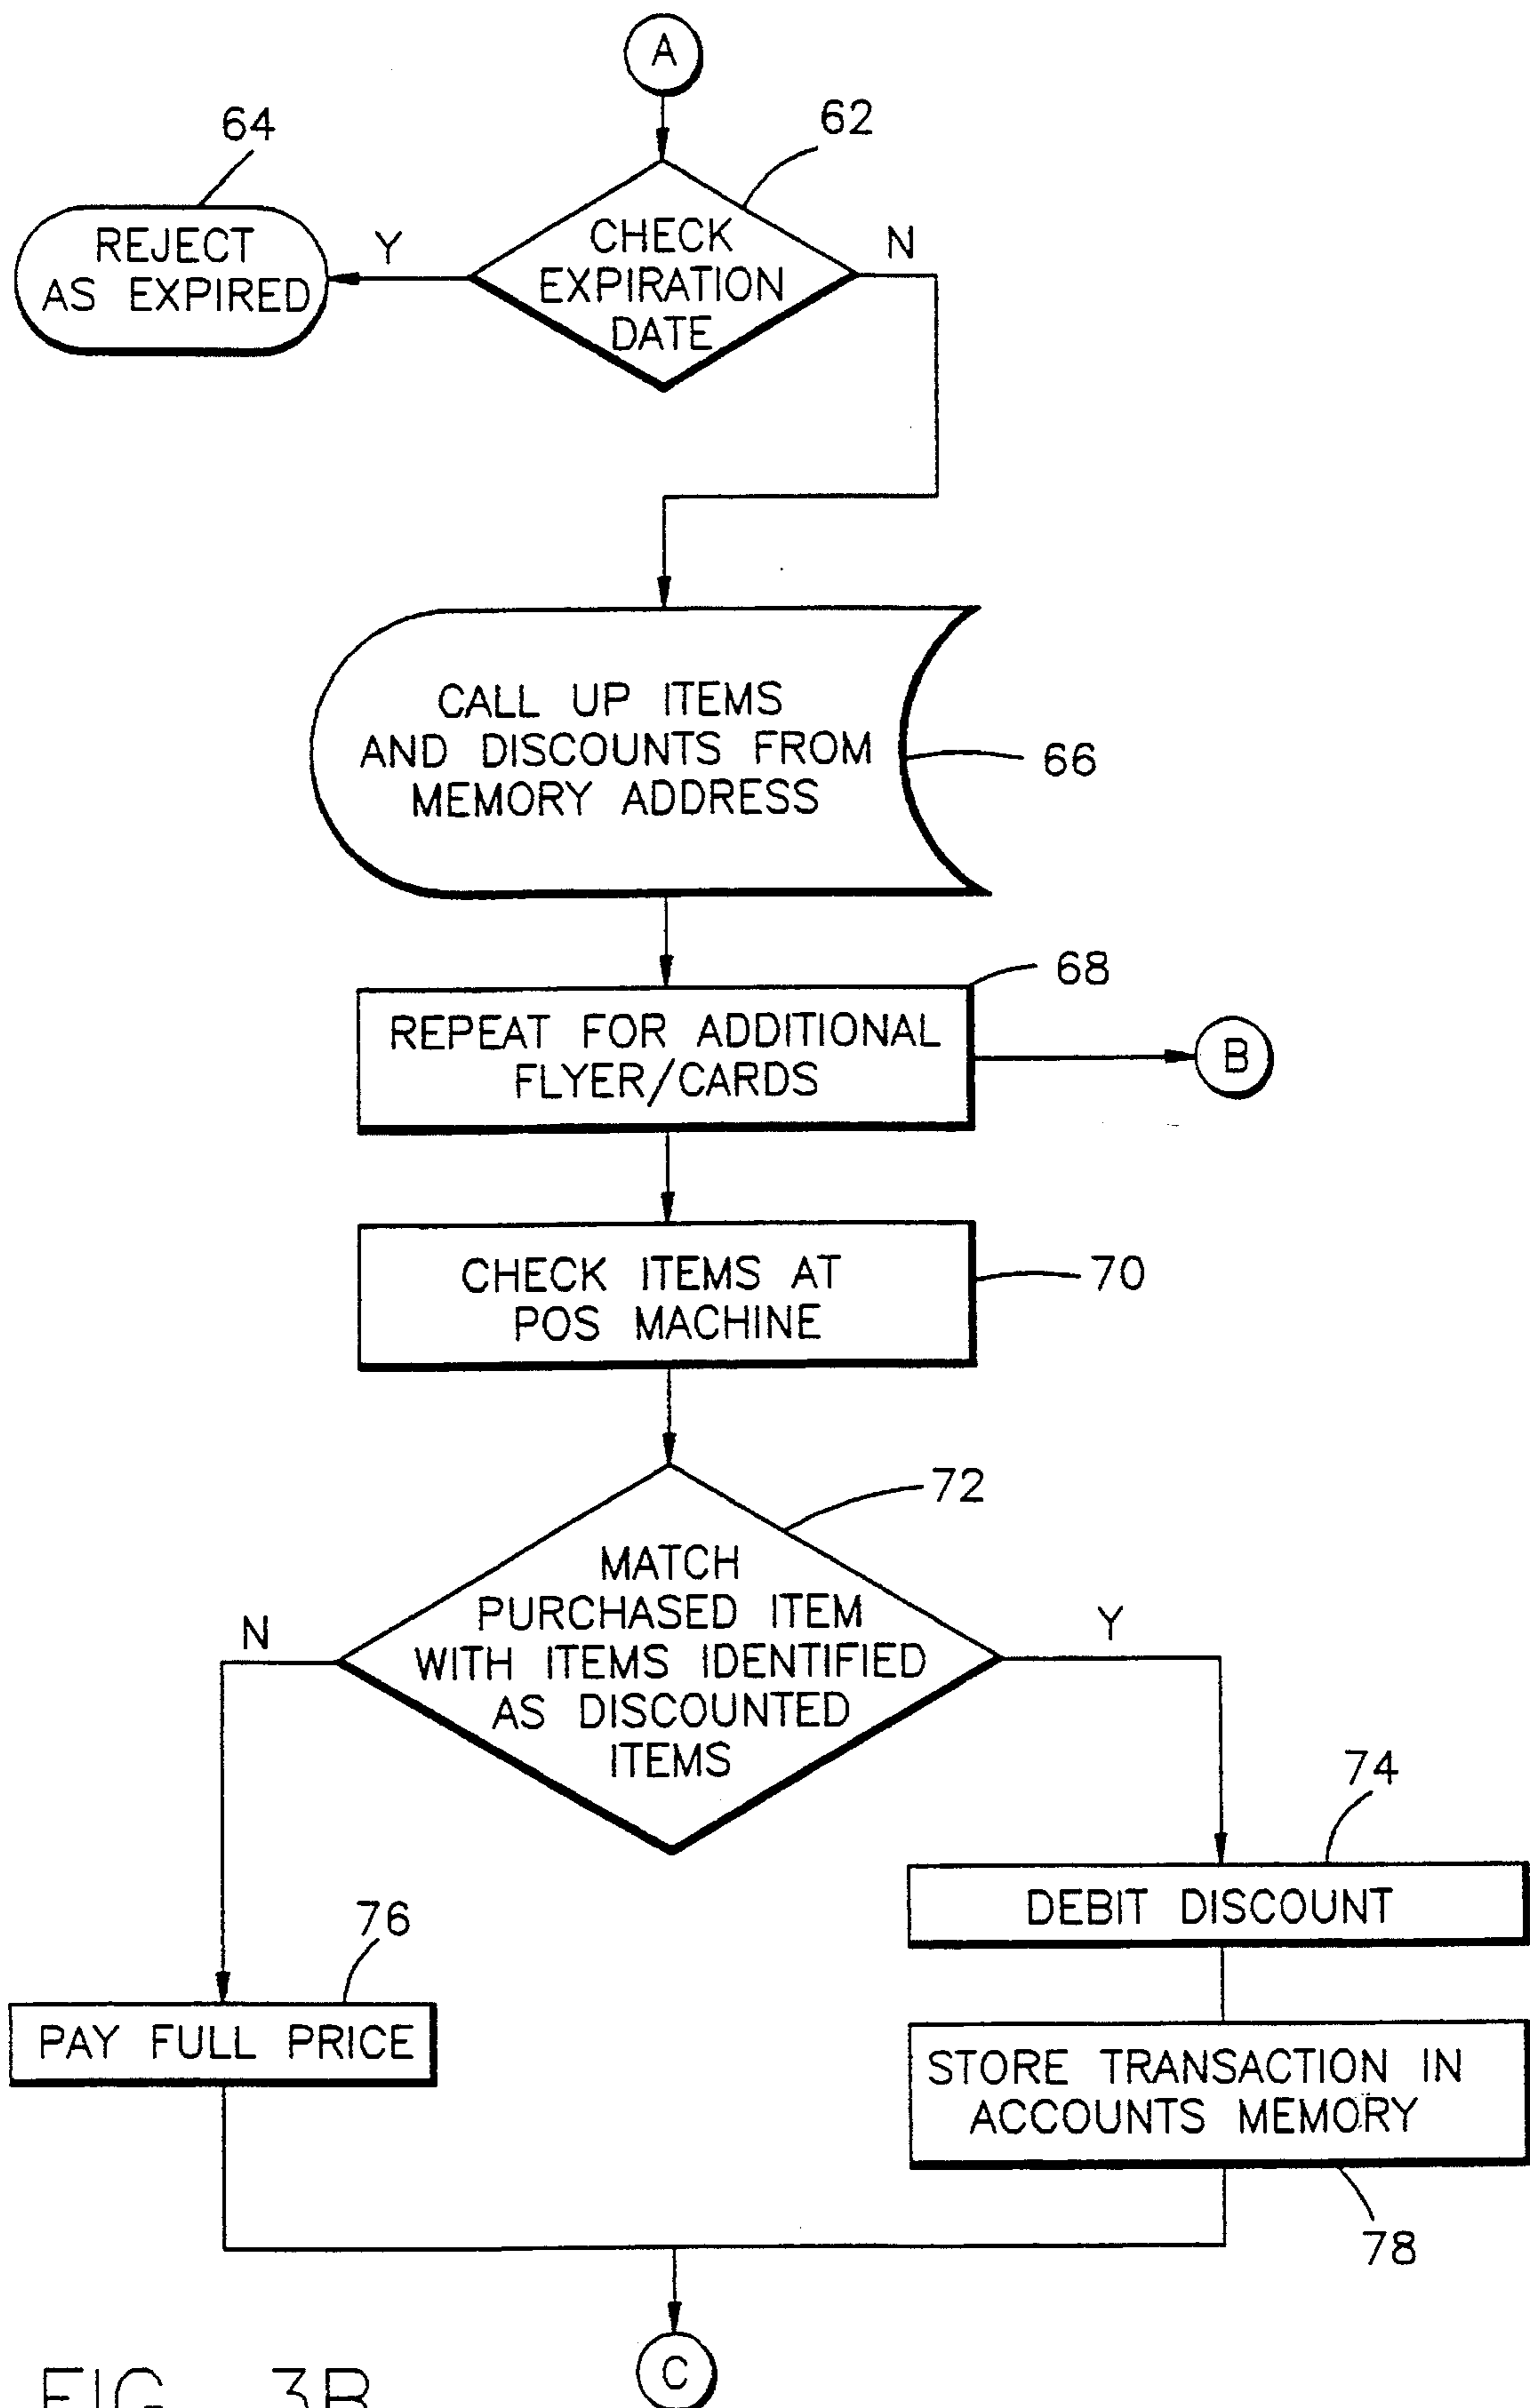 A
64
62
REJECT
AS EXPIRED
Y
CHECK
EXPIRATION
DATE
N
CALL UP ITEMS
AND DISCOUNTS FROM
MEMORY ADDRESS
66
68
REPEAT FOR ADDITIONAL
FLYER/CARDS
B
CHECK ITEMS AT
POS MACHINE
70
72
MATCH
PURCHASED ITEM
WITH ITEMS IDENTIFIED
AS DISCOUNTED
ITEMS
N
Y
74
DEBIT DISCOUNT
76
PAY FULL PRICE
STORE TRANSACTION IN
ACCOUNTS MEMORY
78
C
FIG. 3B